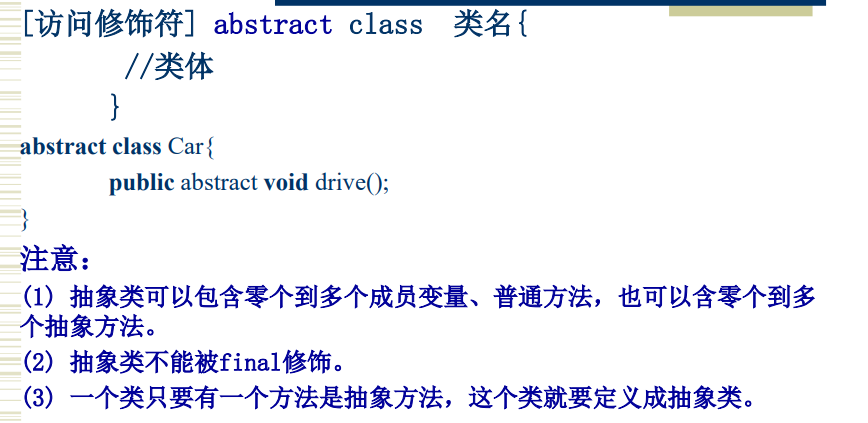 [访问修饰符] abstract class 类名{
//类体
}
abstract class Car{
public abstract void drive();
}
注意：
(1) 抽象类可以包含零个到多个成员变量、普通方法，也可以含零个到多
个抽象方法。
(2) 抽象类不能被final修饰。
(3) 一个类只要有一个方法是抽象方法，这个类就要定义成抽象类。